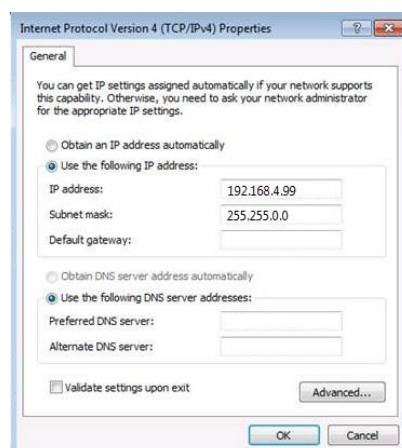 Internet Protocol Version 4 (TCP/IPv4) Properties
General
You can get IP settings assigned automatically if your network supports
this capability. Otherwise, you need to ask your network administrator
for the appropriate IP settings.
Obtain an IP address automatically
Use the following IP address:
IP address: 192.168.4.99
Subnet mask: 255.255.0.0
Default gateway:
Obtain DNS server address automatically
Use the following DNS server addresses:
Preferred DNS server:
Alternate DNS server:
Validate settings upon exit
Advanced...
OK Cancel